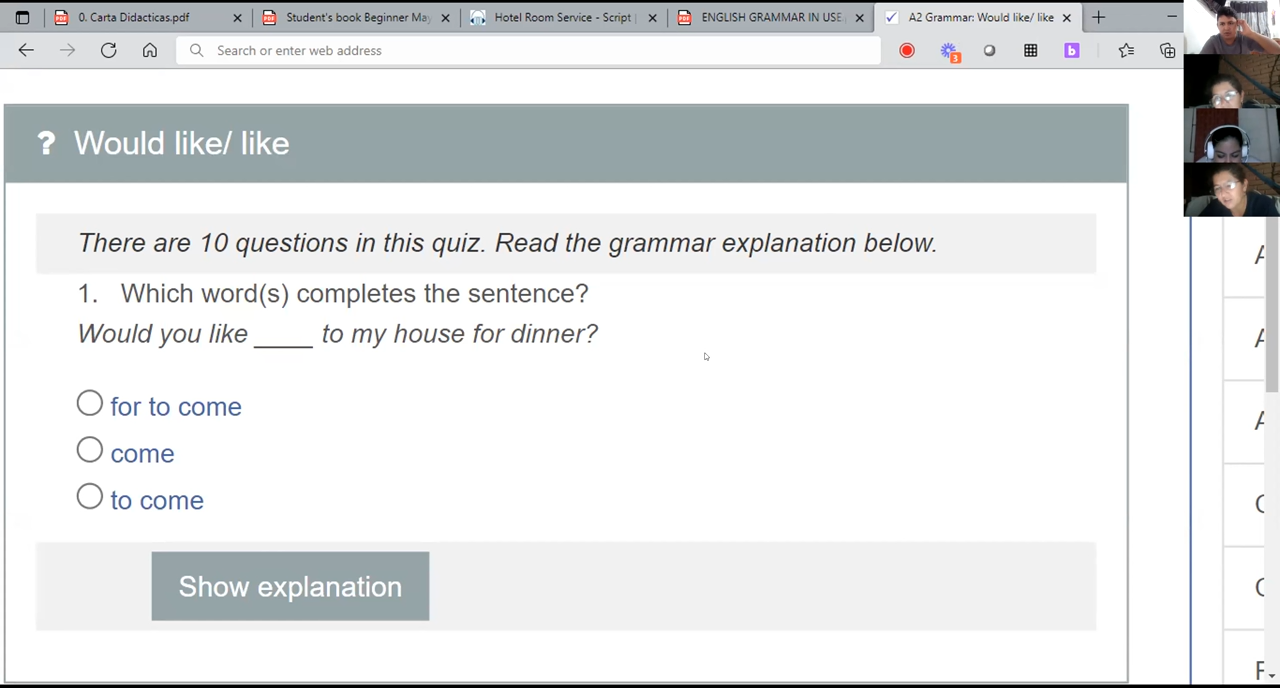 0. Carta Didacticas.pdf
Student's book Beginner May
Hotel Room Service - Script
ENGLISH GRAMMAR IN USE
A2 Grammar: Would like/ like
Search or enter web address
3
b
? Would like/ like
There are 10 questions in this quiz. Read the grammar explanation below.
1. Which word(s) completes the sentence?
Would you like ____ to my house for dinner?
for to come
come
to come
Show explanation